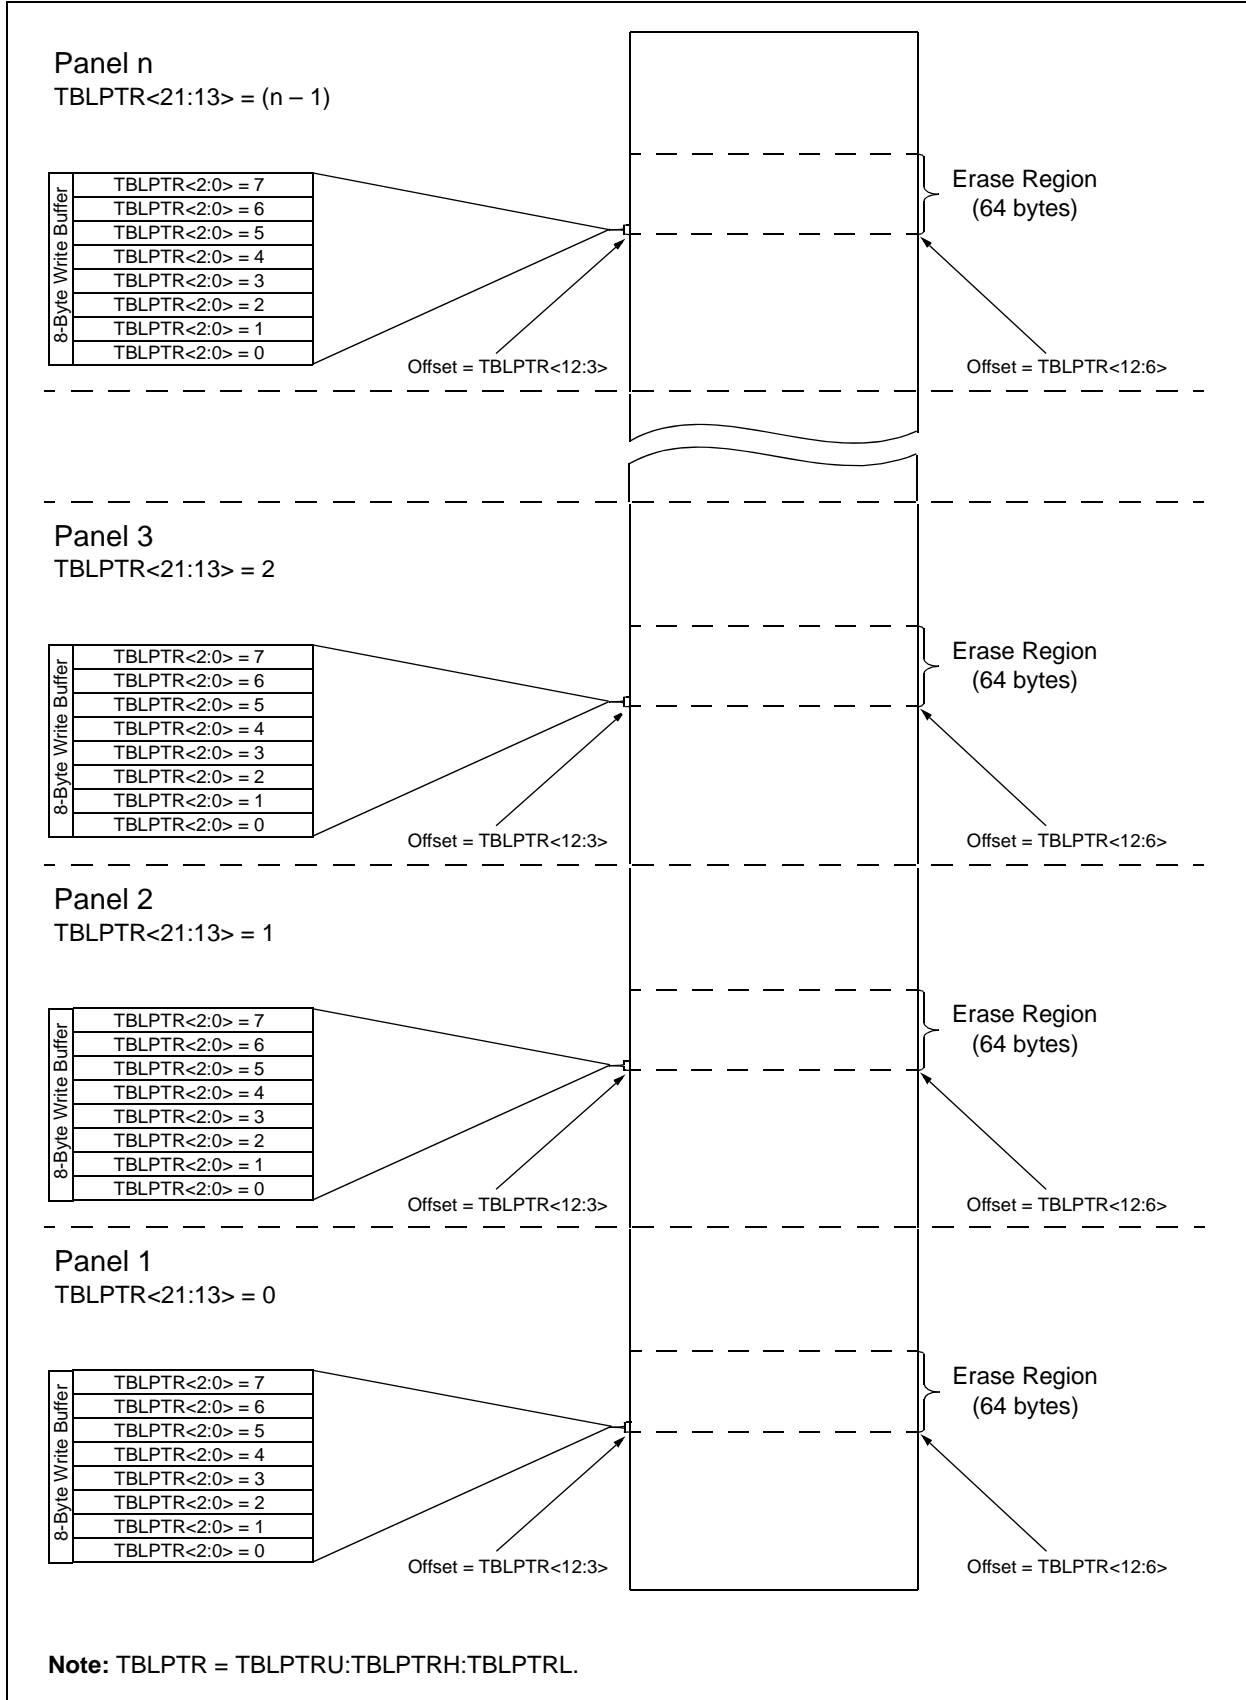 Panel n
TBLPTR<21:13> = (n – 1)
8-Byte Write Buffer
TBLPTR<2:0> = 7
TBLPTR<2:0> = 6
TBLPTR<2:0> = 5
TBLPTR<2:0> = 4
TBLPTR<2:0> = 3
TBLPTR<2:0> = 2
TBLPTR<2:0> = 1
TBLPTR<2:0> = 0
Offset = TBLPTR<12:3>
Erase Region
(64 bytes)
Offset = TBLPTR<12:6>
Panel 3
TBLPTR<21:13> = 2
8-Byte Write Buffer
TBLPTR<2:0> = 7
TBLPTR<2:0> = 6
TBLPTR<2:0> = 5
TBLPTR<2:0> = 4
TBLPTR<2:0> = 3
TBLPTR<2:0> = 2
TBLPTR<2:0> = 1
TBLPTR<2:0> = 0
Offset = TBLPTR<12:3>
Erase Region
(64 bytes)
Offset = TBLPTR<12:6>
Panel 2
TBLPTR<21:13> = 1
8-Byte Write Buffer
TBLPTR<2:0> = 7
TBLPTR<2:0> = 6
TBLPTR<2:0> = 5
TBLPTR<2:0> = 4
TBLPTR<2:0> = 3
TBLPTR<2:0> = 2
TBLPTR<2:0> = 1
TBLPTR<2:0> = 0
Offset = TBLPTR<12:3>
Erase Region
(64 bytes)
Offset = TBLPTR<12:6>
Panel 1
TBLPTR<21:13> = 0
8-Byte Write Buffer
TBLPTR<2:0> = 7
TBLPTR<2:0> = 6
TBLPTR<2:0> = 5
TBLPTR<2:0> = 4
TBLPTR<2:0> = 3
TBLPTR<2:0> = 2
TBLPTR<2:0> = 1
TBLPTR<2:0> = 0
Offset = TBLPTR<12:3>
Erase Region
(64 bytes)
Offset = TBLPTR<12:6>
Note: TBLPTR = TBLPTRU:TBLPTRH:TBLPTRL.